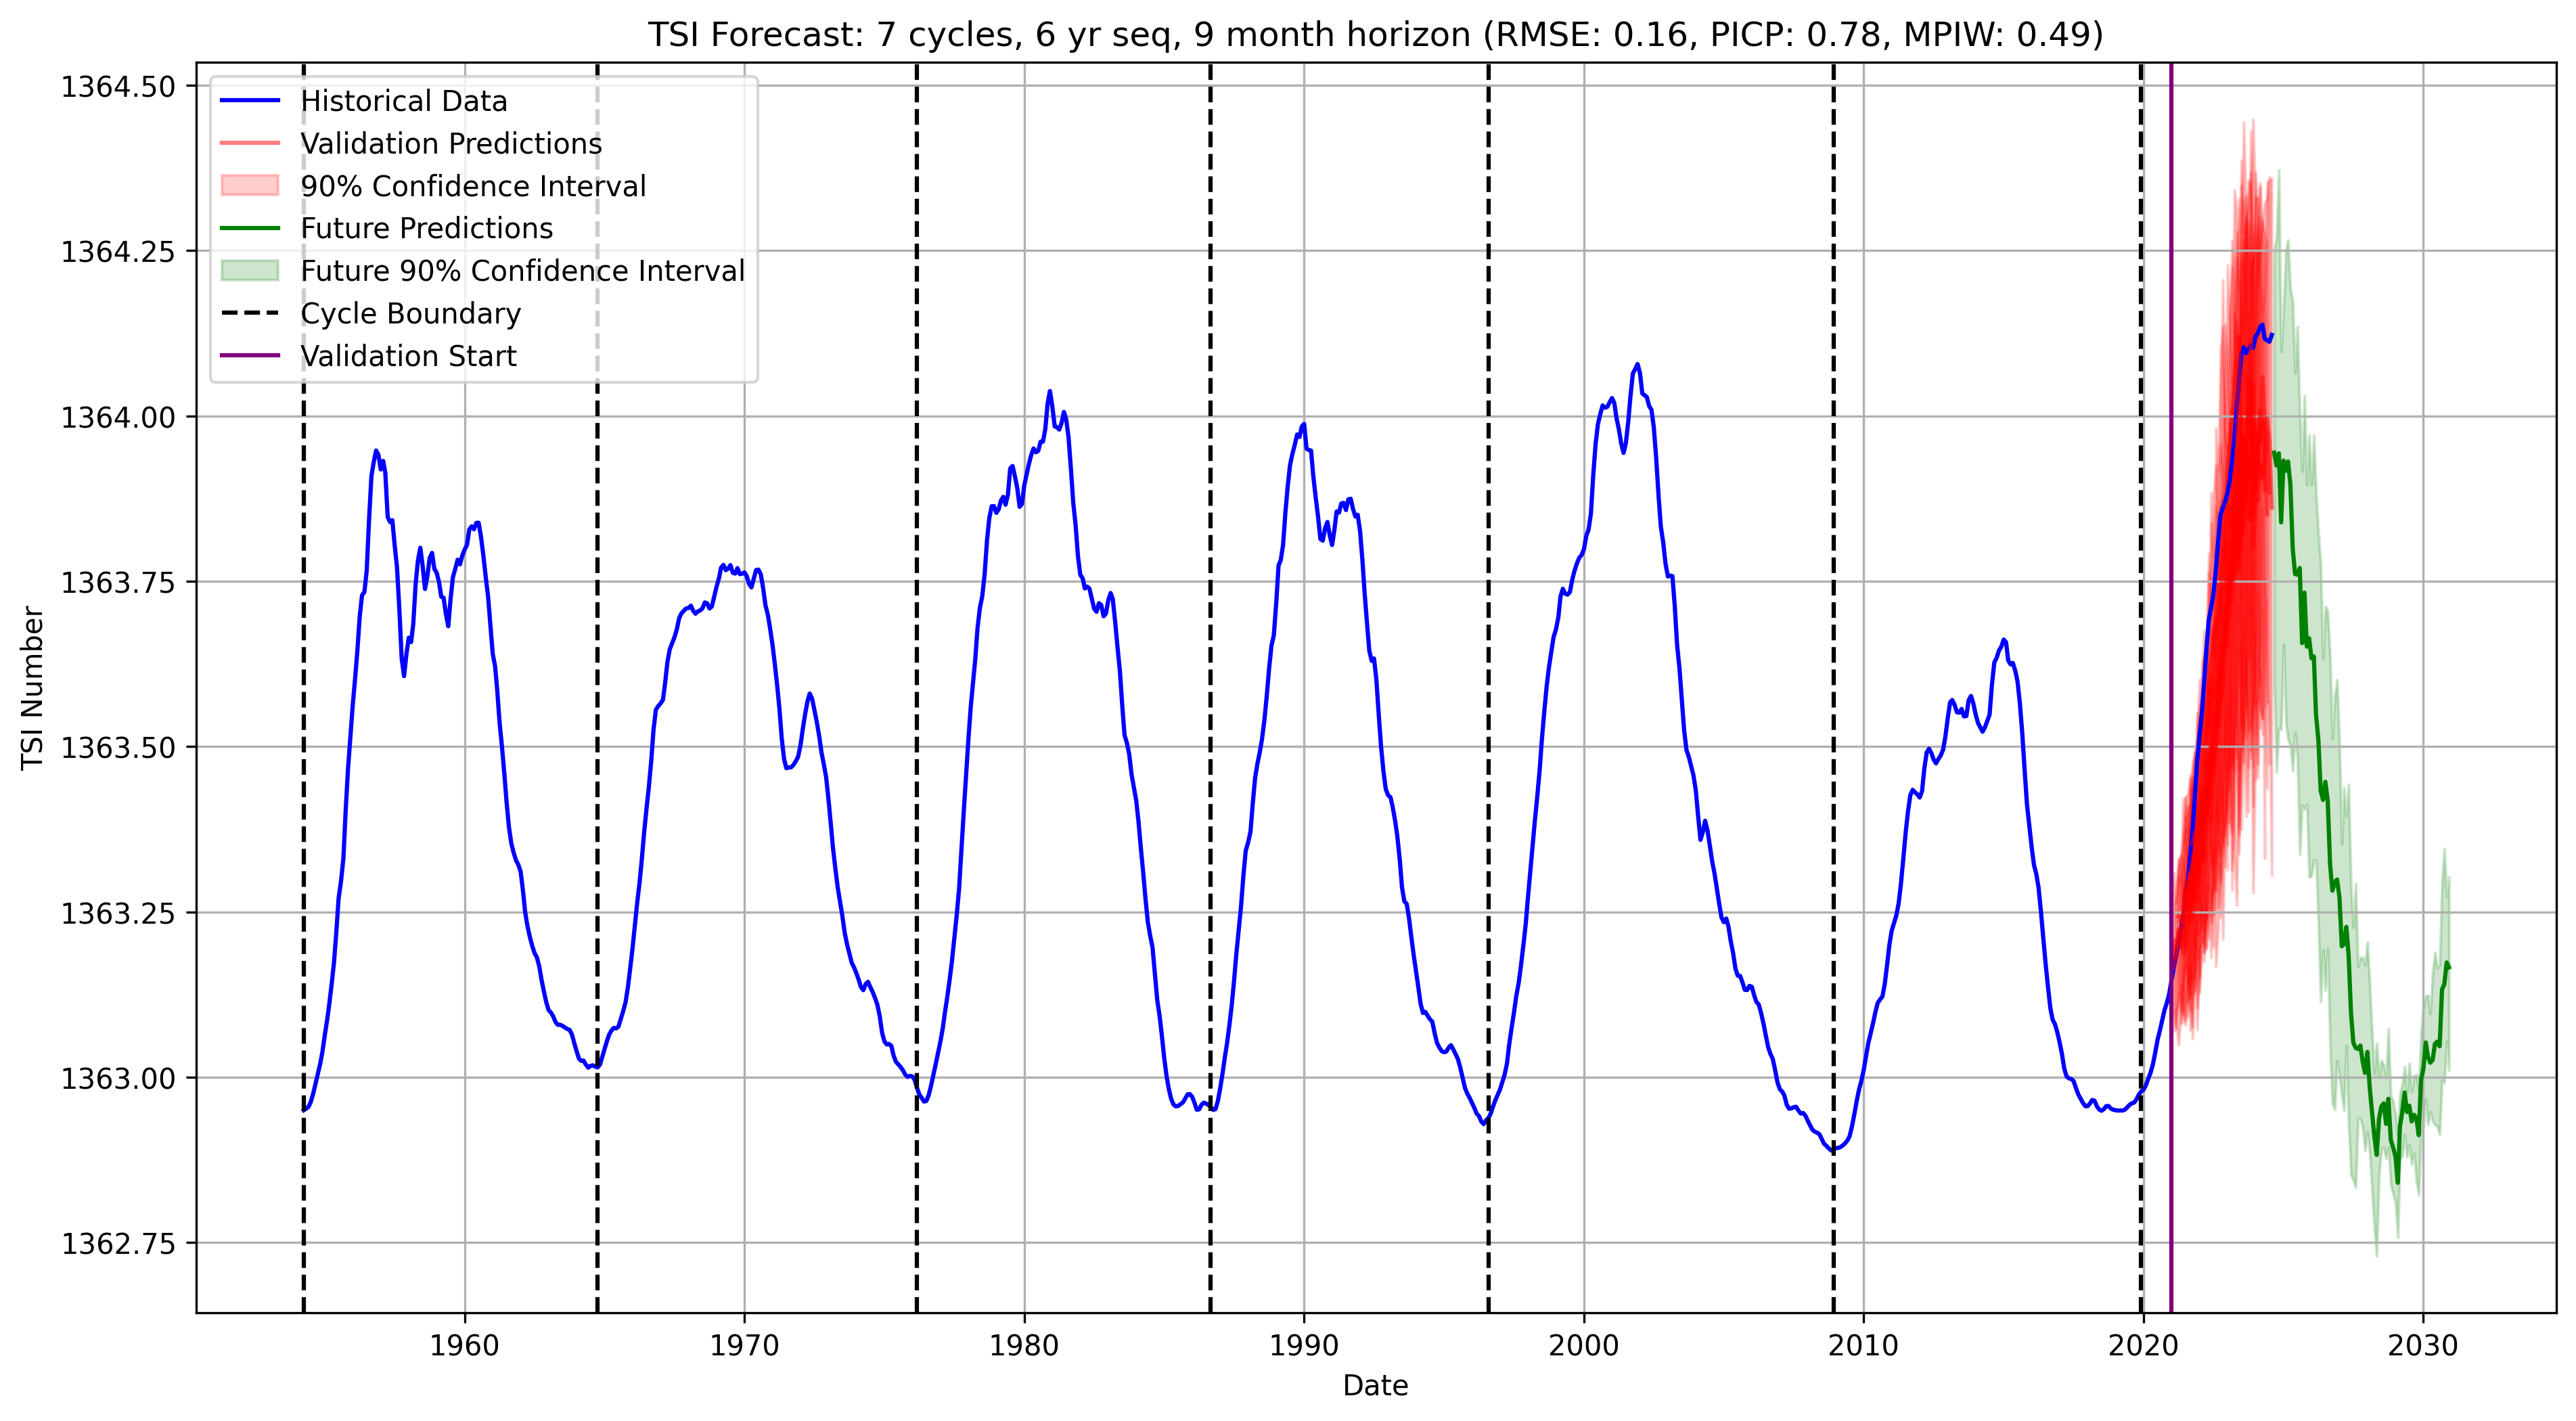 TSI Forecast: 7 cycles, 6 yr seq, 9 month horizon (RMSE: 0.16, PICP: 0.78, MPIW: 0.49)
Historical Data
Validation Predictions
90% Confidence Interval
Future Predictions
Future 90% Confidence Interval
Cycle Boundary
Validation Start
TSI Number
1364.50
1364.25
1364.00
1363.75
1363.50
1363.25
1363.00
1362.75
1960
1970
1980
1990
2000
2010
2020
2030
Date